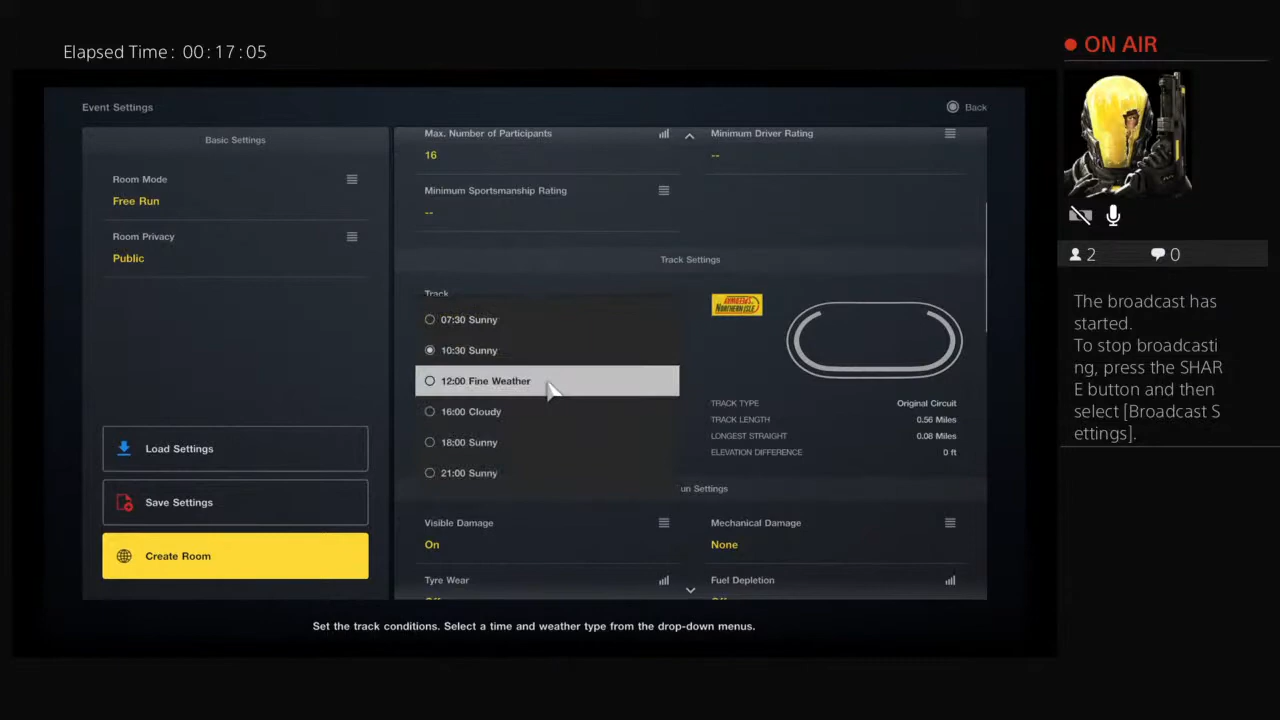 Elapsed Time: 00:17:05
ON AIR
Event Settings
Back
Basic Settings
Room Mode
Free Run
Room Privacy
Public
Load Settings
Save Settings
Create Room
Max. Number of Participants
16
Minimum Driver Rating
--
Minimum Sportsmanship Rating
--
Track Settings
Track
07:30 Sunny
10:30 Sunny
12:00 Fine Weather
16:00 Cloudy
18:00 Sunny
21:00 Sunny
NORTHERN ISLE
TRACK TYPE Original Circuit
TRACK LENGTH 0.56 Miles
LONGEST STRAIGHT 0.08 Miles
ELEVATION DIFFERENCE 0 ft
un Settings
Visible Damage
On
Mechanical Damage
None
Tyre Wear
Fuel Depletion
Set the track conditions. Select a time and weather type from the drop-down menus.
2
0
The broadcast has
started.
To stop broadcasti
ng, press the SHAR
E button and then
select [Broadcast S
ettings].